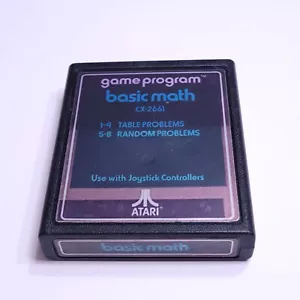 game program
basic math
CX-2661
1-4 TABLE PROBLEMS
5-8 RANDOM PROBLEMS
Use with Joystick Controllers
ATARI
basic math